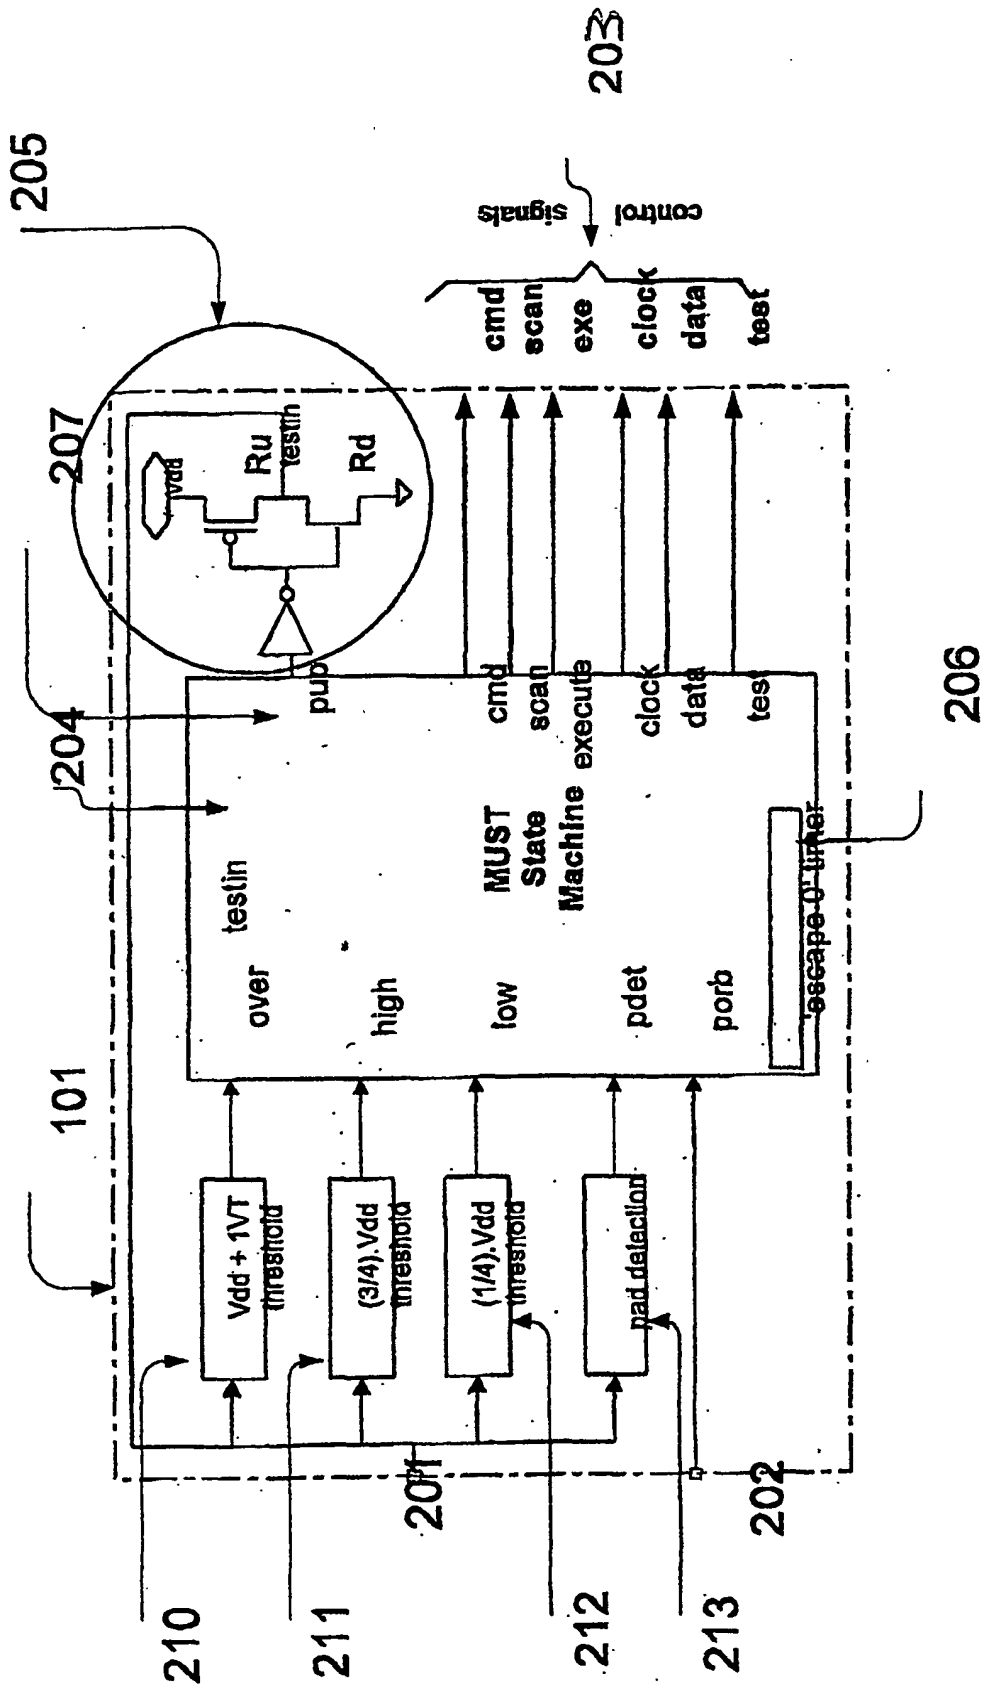 205
207
204
101
210
211
212
213
201
202
203
206
Vdd
Ru
testin
Rd
pup
Vdd + 1VT
threshold
(3/4).Vdd
threshold
(1/4).Vdd
threshold
pad detection
testin
over
high
low
pdet
porb
MUST
State
Machine
'escape 0' timer
cmd
scan
execute
clock
data
test
cmd
scan
exe
clock
data
test
control
signals